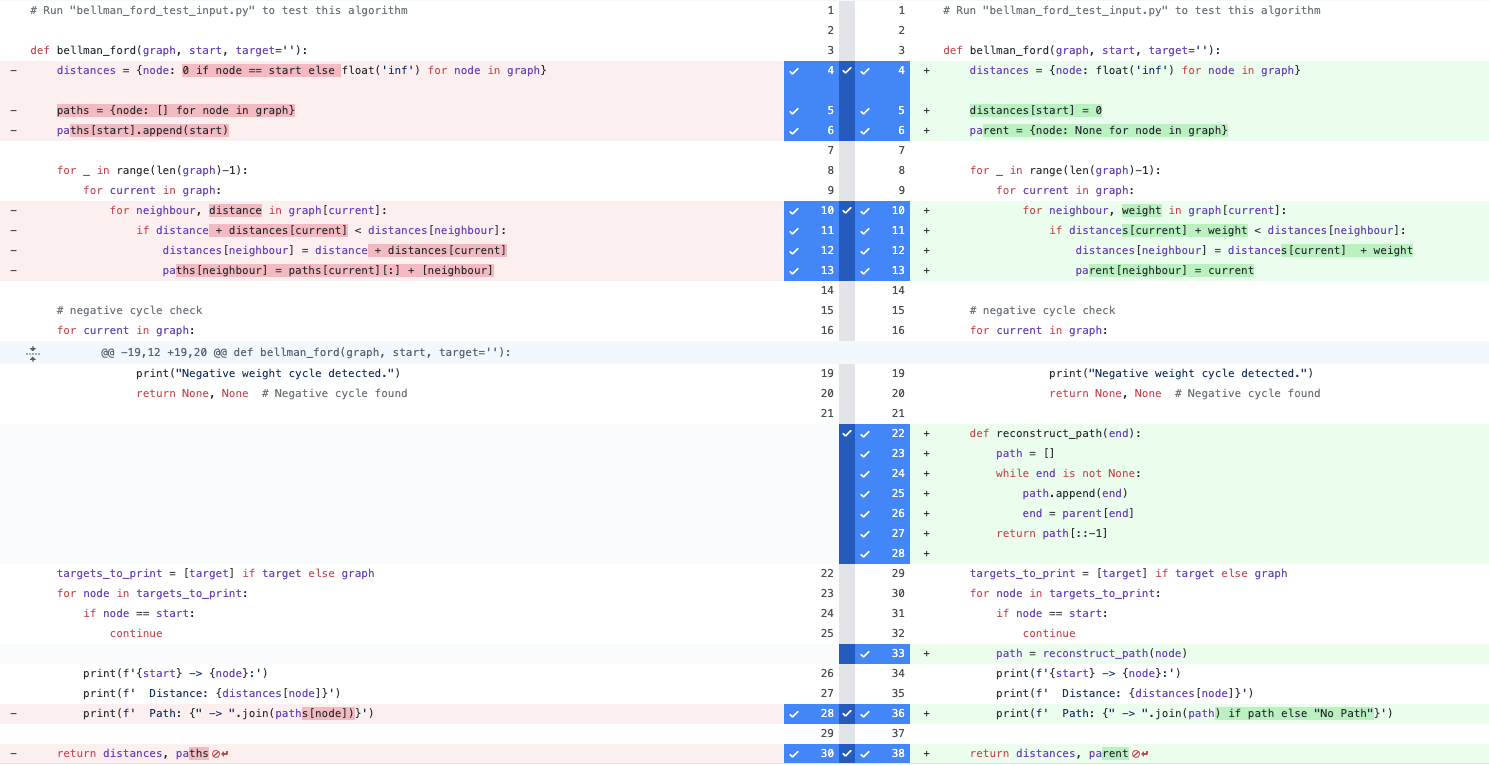 # Run "bellman_ford_test_input.py" to test this algorithm 1
2
def bellman_ford(graph, start, target=''): 3
- distances = {node: 0 if node == start else float('inf') for node in graph} 4
- paths = {node: [] for node in graph} 5
- paths[start].append(start) 6
7
for _ in range(len(graph)-1): 8
for current in graph: 9
- for neighbour, distance in graph[current]: 10
- if distance + distances[current] < distances[neighbour]: 11
- distances[neighbour] = distance + distances[current] 12
- paths[neighbour] = paths[current][:] + [neighbour] 13
14
# negative cycle check 15
for current in graph: 16
@@ -19,12 +19,20 @@ def bellman_ford(graph, start, target=''):
print("Negative weight cycle detected.") 19
return None, None # Negative cycle found 20
21
targets_to_print = [target] if target else graph 22
for node in targets_to_print: 23
if node == start: 24
continue 25
print(f'{start} -> {node}:') 26
print(f'  Distance: {distances[node]}') 27
- print(f'  Path: {" -> ".join(paths[node])}') 28
29
- return distances, paths 30
1 # Run "bellman_ford_test_input.py" to test this algorithm
2
3 def bellman_ford(graph, start, target=''):
4 + distances = {node: float('inf') for node in graph}
5 + distances[start] = 0
6 + parent = {node: None for node in graph}
7
8 for _ in range(len(graph)-1):
9 for current in graph:
10 + for neighbour, weight in graph[current]:
11 + if distances[current] + weight < distances[neighbour]:
12 + distances[neighbour] = distances[current]  + weight
13 + parent[neighbour] = current
14
15 # negative cycle check
16 for current in graph:
19 print("Negative weight cycle detected.")
20 return None, None # Negative cycle found
21
22 + def reconstruct_path(end):
23 + path = []
24 + while end is not None:
25 + path.append(end)
26 + end = parent[end]
27 + return path[::-1]
28 +
29 targets_to_print = [target] if target else graph
30 for node in targets_to_print:
31 if node == start:
32 continue
33 + path = reconstruct_path(node)
34 print(f'{start} -> {node}:')
35 print(f'  Distance: {distances[node]}')
36 + print(f'  Path: {" -> ".join(path) if path else "No Path"}')
37
38 + return distances, parent